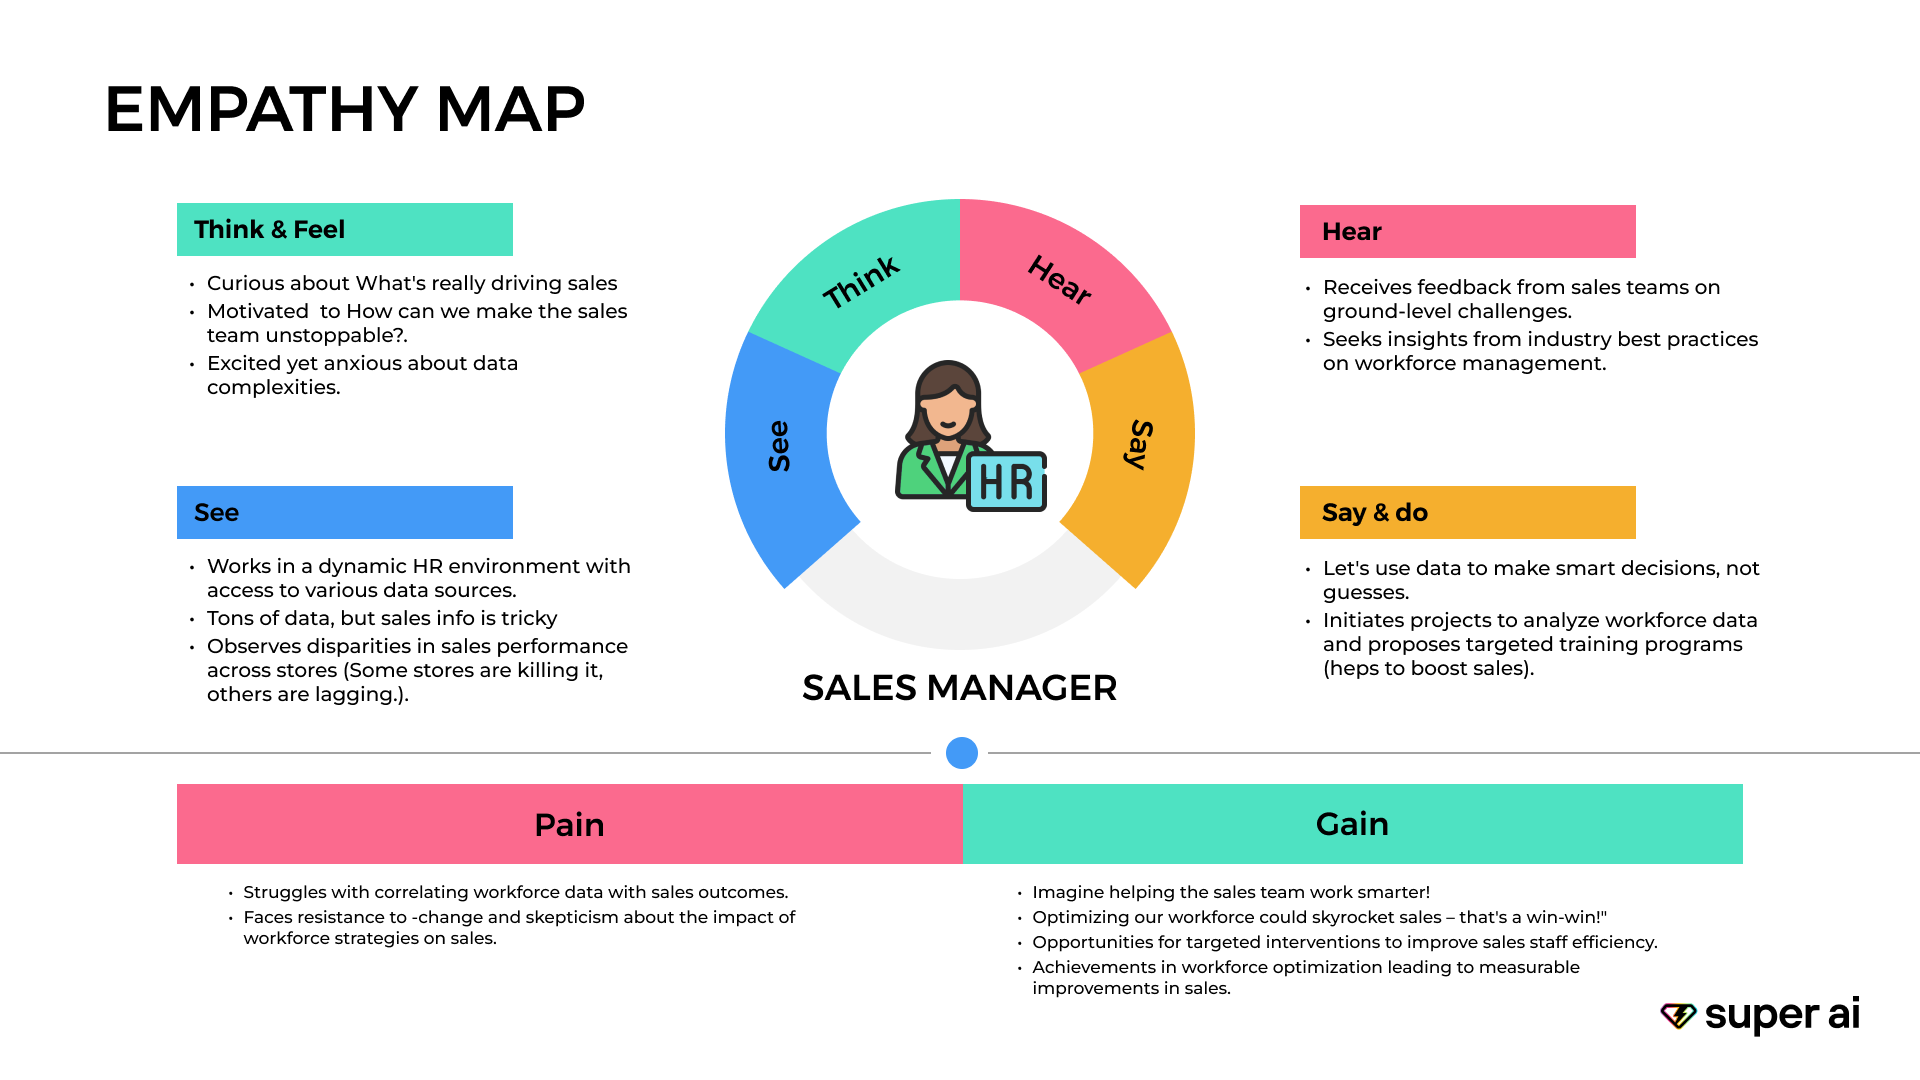 EMPATHY MAP
Think & Feel
• Curious about What's really driving sales
• Motivated  to How can we make the sales
team unstoppable?.
• Excited yet anxious about data
complexities.
See
• Works in a dynamic HR environment with
access to various data sources.
• Tons of data, but sales info is tricky
• Observes disparities in sales performance
across stores (Some stores are killing it,
others are lagging.).
Think
Hear
See
Say
HR
SALES MANAGER
Hear
• Receives feedback from sales teams on
ground-level challenges.
• Seeks insights from industry best practices
on workforce management.
Say & do
• Let's use data to make smart decisions, not
guesses.
• Initiates projects to analyze workforce data
and proposes targeted training programs
(heps to boost sales).
Pain
• Struggles with correlating workforce data with sales outcomes.
• Faces resistance to -change and skepticism about the impact of
workforce strategies on sales.
Gain
• Imagine helping the sales team work smarter!
• Optimizing our workforce could skyrocket sales – that's a win-win!"
• Opportunities for targeted interventions to improve sales staff efficiency.
• Achievements in workforce optimization leading to measurable
improvements in sales.
super ai